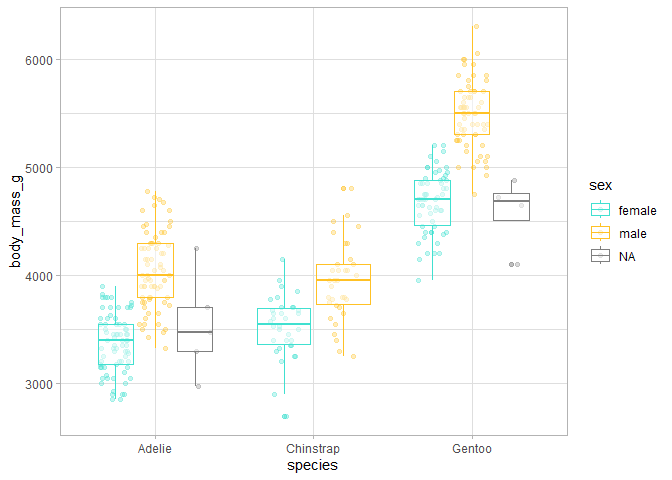 6000
5000
4000
3000
body_mass_g
Adelie
Chinstrap
Gentoo
species
sex
female
male
NA